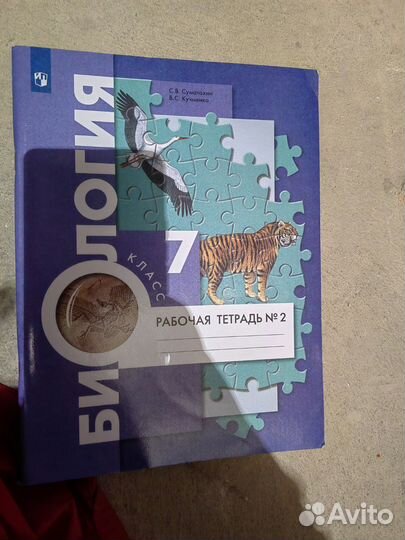 С. В. Суматохин
В. С. Кучменко
БИОЛОГИЯ
7
КЛАСС
РАБОЧАЯ ТЕТРАДЬ № 2
Avito